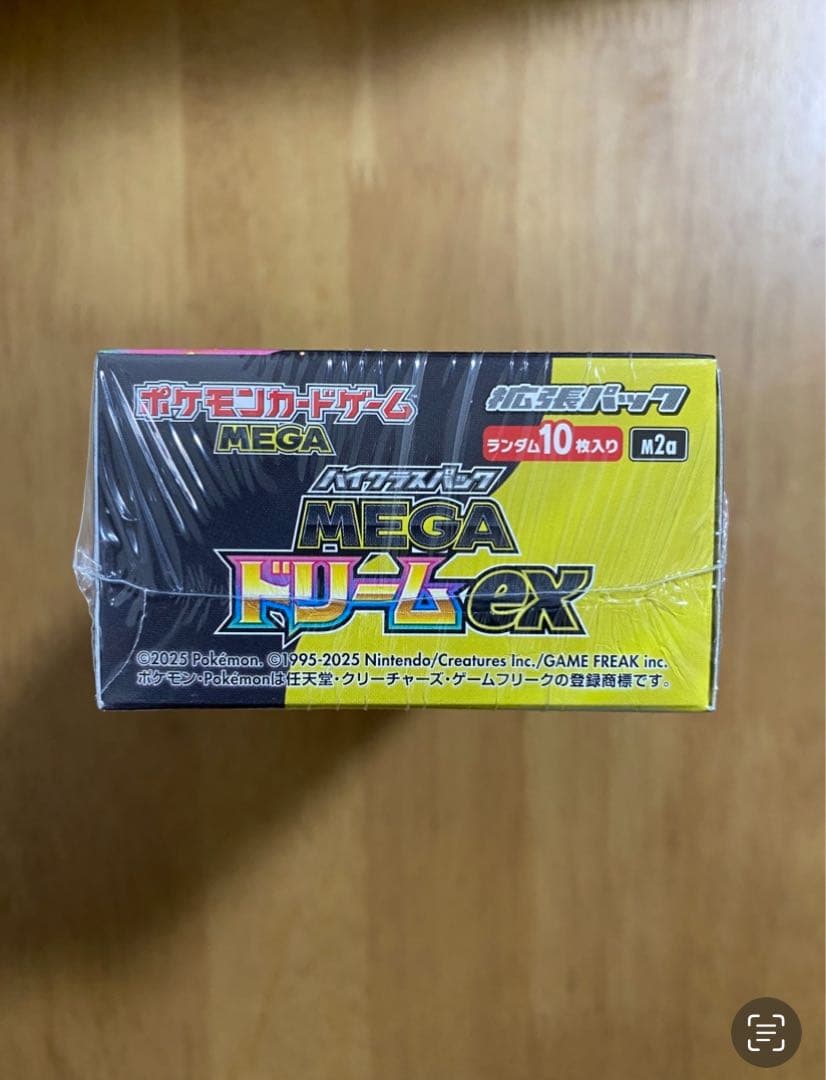 ポケモンカードゲーム
MEGA
拡張パック
ランダム10枚入り M2a
ハイクラスパック
MEGA
ドリームex
©2025 Pokémon. ©1995-2025 Nintendo/Creatures Inc./GAME FREAK inc.
ポケモン・Pokémonは任天堂・クリーチャーズ・ゲームフリークの登録商標です。